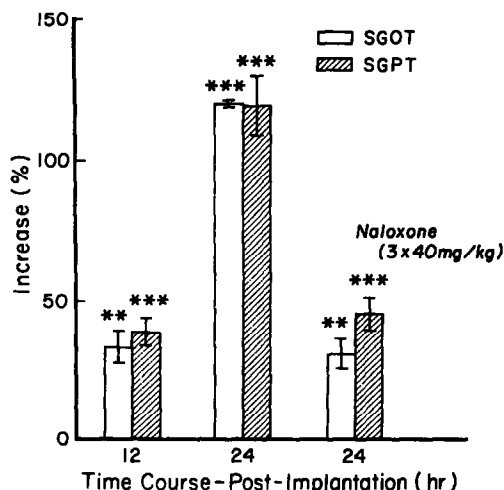 150
100
50
0
Increase (%)
SGOT
SGPT
***
***
**
***
Naloxone
(3x40mg/kg)
**
***
12
24
24
Time Course-Post-Implantation (hr)